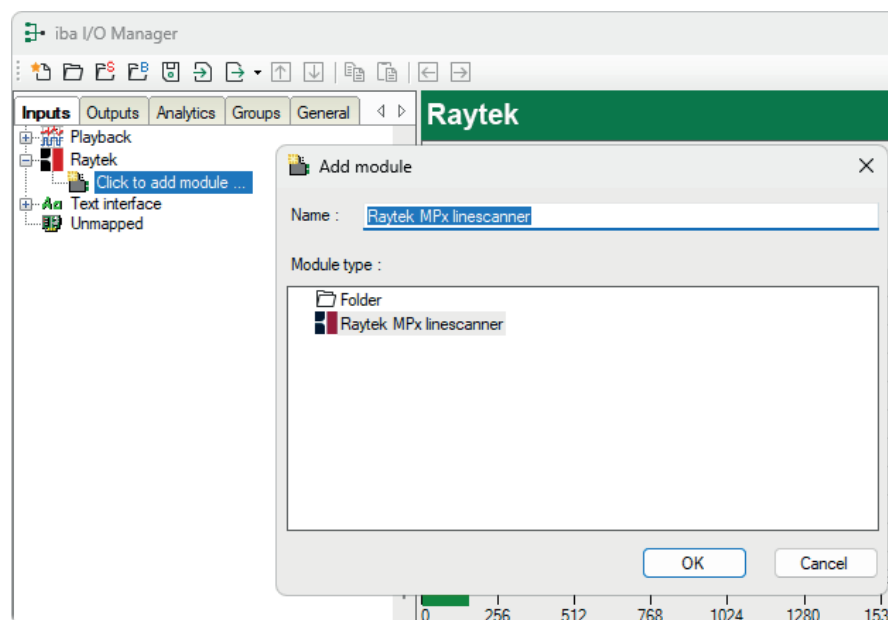 iba I/O Manager
Inputs Outputs Analytics Groups General
Raytek
Playback
Raytek
Click to add module ...
Text interface
Unmapped
Add module
Name :
Raytek MPx linescanner
Module type :
Folder
Raytek MPx linescanner
OK Cancel
0 256 512 768 1024 1280